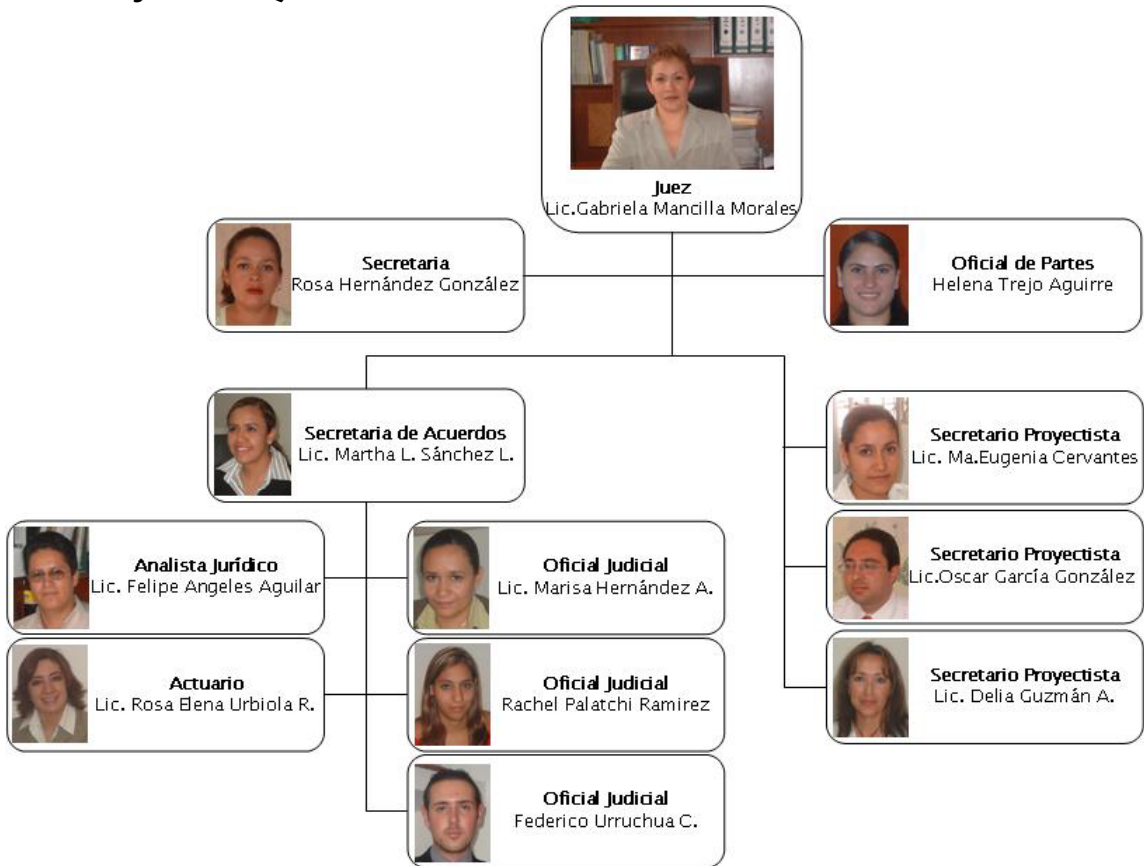 Juez
Lic.Gabriela Mancilla Morales
Secretaria
Rosa Hernández González
Oficial de Partes
Helena Trejo Aguirre
Secretaria de Acuerdos
Lic. Martha L. Sánchez L.
Secretario Proyectista
Lic. Ma.Eugenia Cervantes
Analista Jurídico
Lic. Felipe Angeles Aguilar
Oficial Judicial
Lic. Marisa Hernández A.
Secretario Proyectista
Lic.Oscar García González
Actuario
Lic. Rosa Elena Urbiola R.
Oficial Judicial
Rachel Palatchi Ramirez
Secretario Proyectista
Lic. Delia Guzmán A.
Oficial Judicial
Federico Urruchua C.